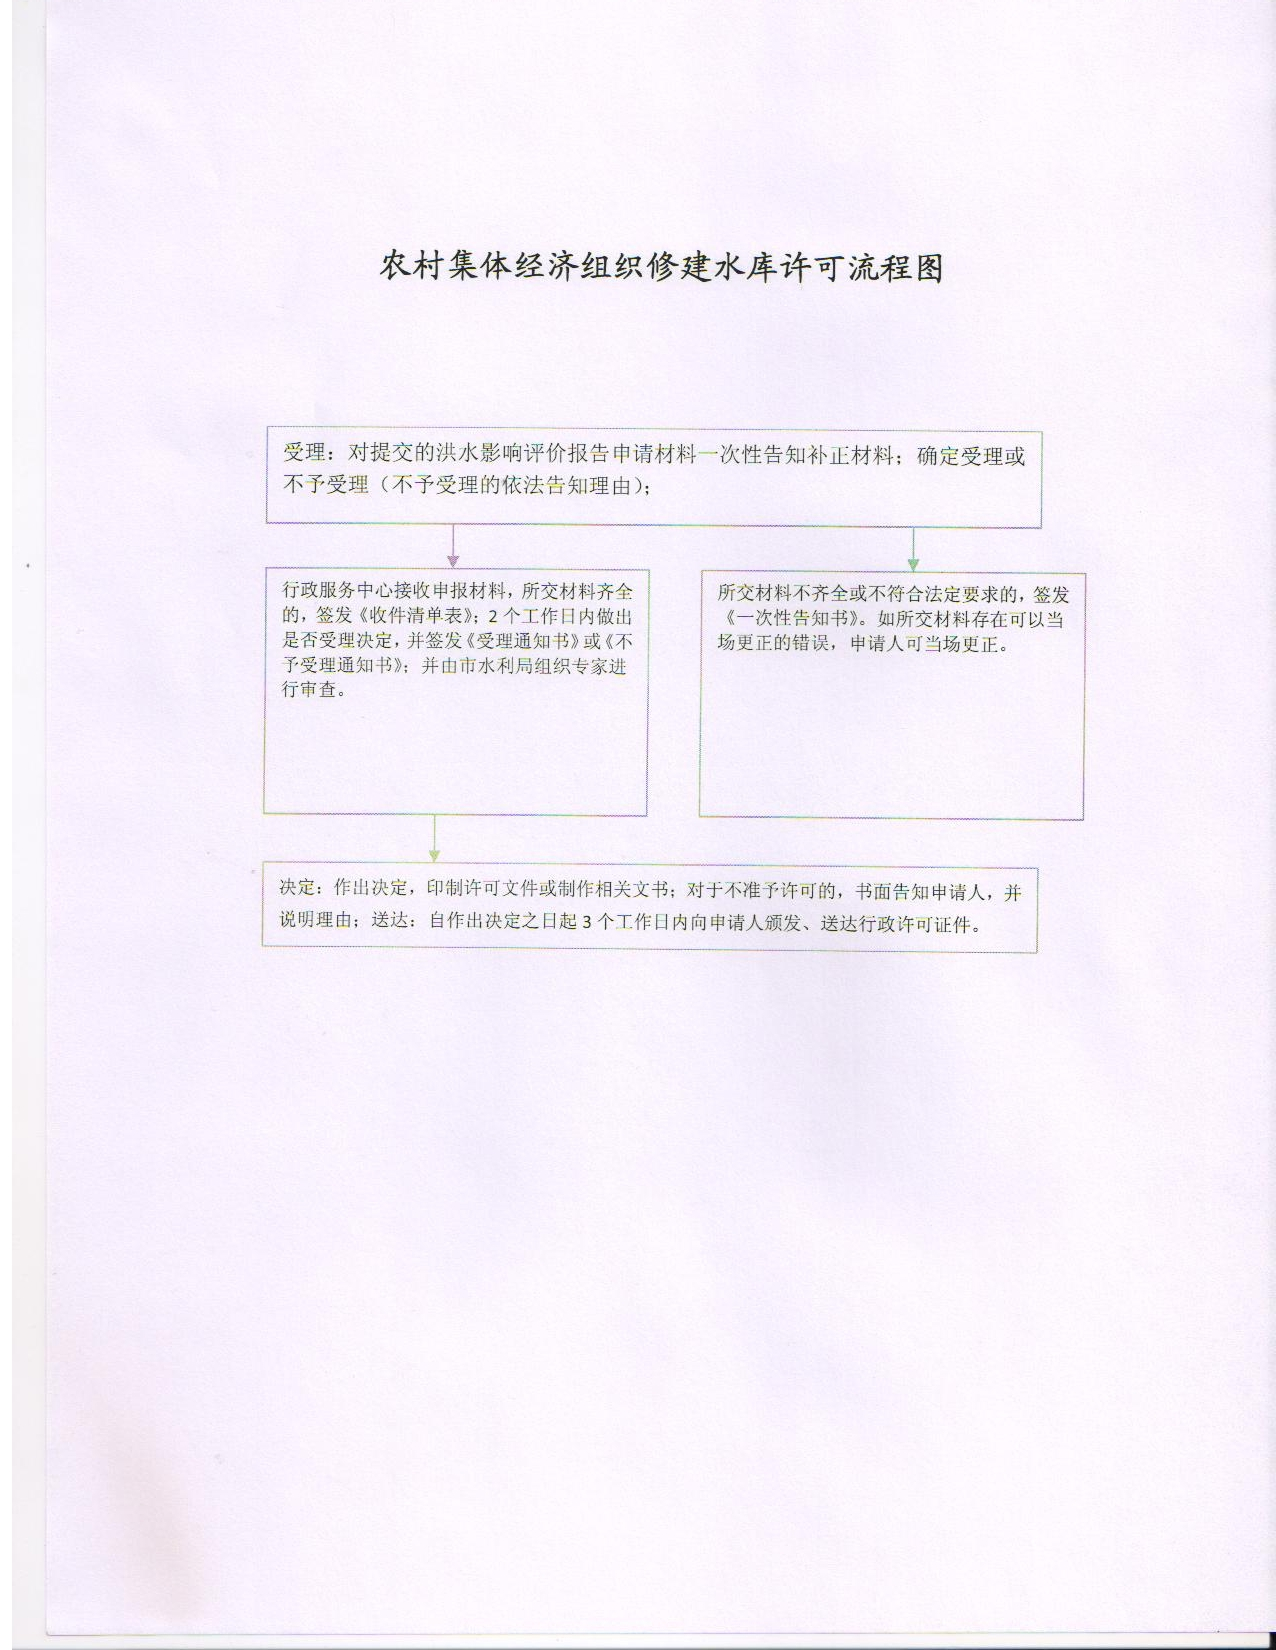 农村集体经济组织修建水库许可流程图
受理：对提交的洪水影响评价报告申请材料一次性告知补正材料；确定受理或
不予受理（不予受理的依法告知理由）；
行政服务中心接收申报材料，所交材料齐全
的，签发《收件清单表》；2 个工作日内做出
是否受理决定，并签发《受理通知书》或《不
予受理通知书》；并由市水利局组织专家进
行审查。
所交材料不齐全或不符合法定要求的，签发
《一次性告知书》。如所交材料存在可以当
场更正的错误，申请人可当场更正。
决定：作出决定，印制许可文件或制作相关文书；对于不准予许可的，书面告知申请人，并
说明理由；送达：自作出决定之日起 3 个工作日内向申请人颁发、送达行政许可证件。